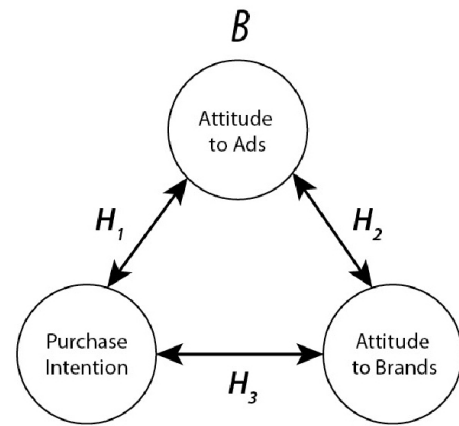 B
Attitude
to Ads
H1
H2
Purchase
Intention
Attitude
to Brands
H3